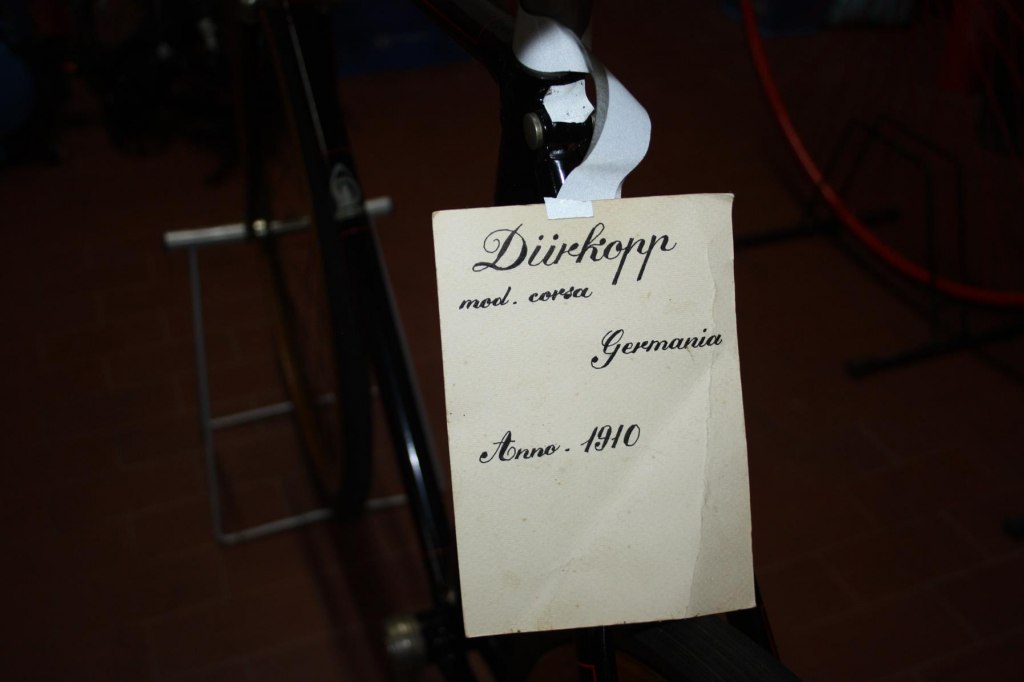 Dürkopp
mod. corsa
Germania
Anno. 1910